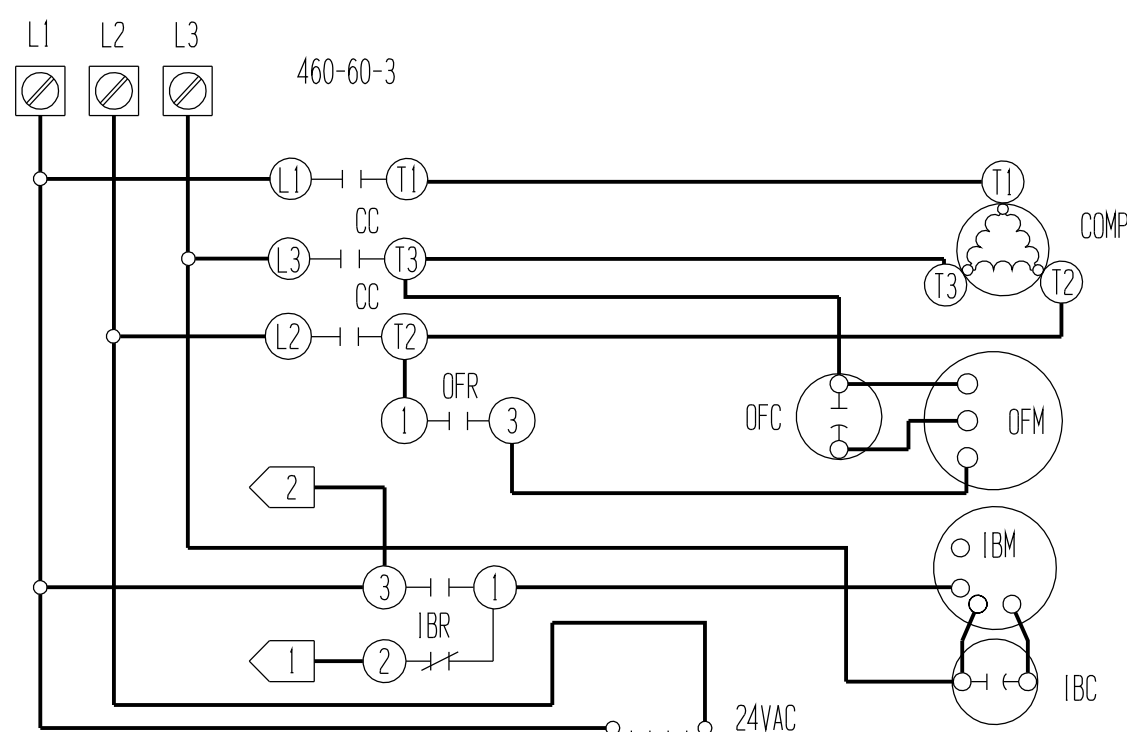 L1 L2 L3
460-60-3
L1 T1 T1
CC
COMP
L3 T3 T3 T2
CC
L2 T2
OFR
1 3 OFC OFM
2
IBM
3 1
IBR
1 2
IBC
24VAC